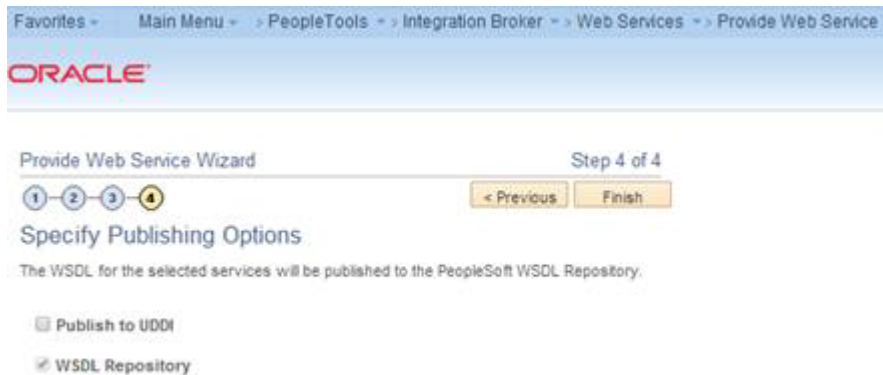 Favorites Main Menu > PeopleTools > Integration Broker > Web Services > Provide Web Service
ORACLE
Provide Web Service Wizard Step 4 of 4
1 2 3 4 < Previous Finish
Specify Publishing Options
The WSDL for the selected services will be published to the PeopleSoft WSDL Repository.
Publish to UDDI
WSDL Repository